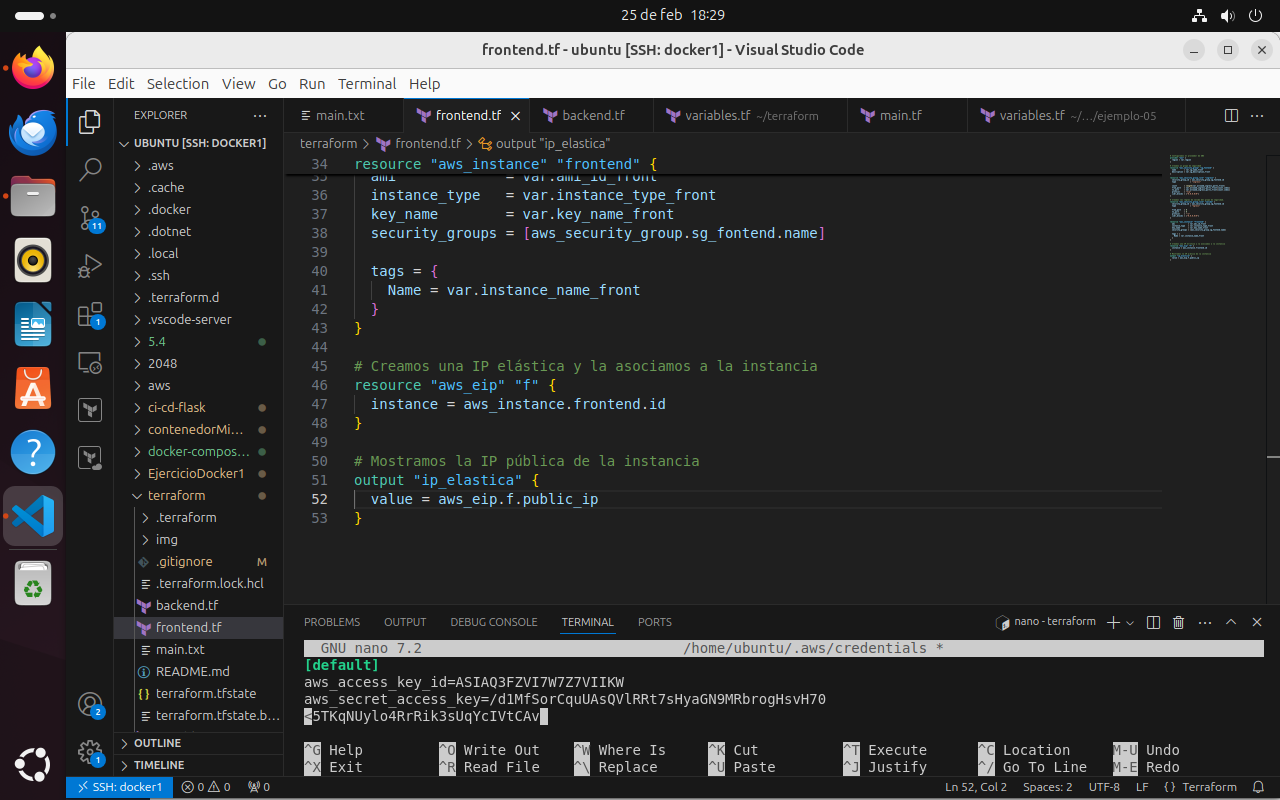 25 de feb 18:29
frontend.tf - ubuntu [SSH: docker1] - Visual Studio Code
File Edit Selection View Go Run Terminal Help
EXPLORER
main.txt
frontend.tf
backend.tf
variables.tf ~/terraform
main.tf
variables.tf ~/.../ejemplo-05
terraform > frontend.tf > output "ip_elastica"
UBUNTU [SSH: DOCKER1]
.aws
.cache
.docker
.dotnet
.local
.ssh
.terraform.d
.vscode-server
5.4
2048
aws
ci-cd-flask
contenedorMi...
docker-compos...
EjercicioDocker1
terraform
.terraform
img
.gitignore M
.terraform.lock.hcl
backend.tf
frontend.tf
main.txt
README.md
terraform.tfstate
terraform.tfstate.b...
OUTLINE
TIMELINE
11
1
2
1
34 resource "aws_instance" "frontend" {
35 ami = var.ami_id_front
36 instance_type = var.instance_type_front
37 key_name = var.key_name_front
38 security_groups = [aws_security_group.sg_fontend.name]
39
40 tags = {
41 Name = var.instance_name_front
42 }
43 }
44
45 # Creamos una IP elástica y la asociamos a la instancia
46 resource "aws_eip" "f" {
47 instance = aws_instance.frontend.id
48 }
49
50 # Mostramos la IP pública de la instancia
51 output "ip_elastica" {
52 value = aws_eip.f.public_ip
53 }
PROBLEMS OUTPUT DEBUG CONSOLE TERMINAL PORTS
nano - terraform
GNU nano 7.2 /home/ubuntu/.aws/credentials *
[default]
aws_access_key_id=ASIAQ3FZVI7W7Z7VIIKW
aws_secret_access_key=/d1MfSorCquUAsQVlRRt7sHyaGN9MRbrogHsvH70
<5TKqNUylo4RrRik3sUqYcIVtCAv
^G Help ^O Write Out ^W Where Is ^K Cut ^T Execute ^C Location M-U Undo
^X Exit ^R Read File ^\ Replace ^U Paste ^J Justify ^/ Go To Line M-E Redo
SSH: docker1 0 0 0 Ln 52, Col 2 Spaces: 2 UTF-8 LF {} Terraform